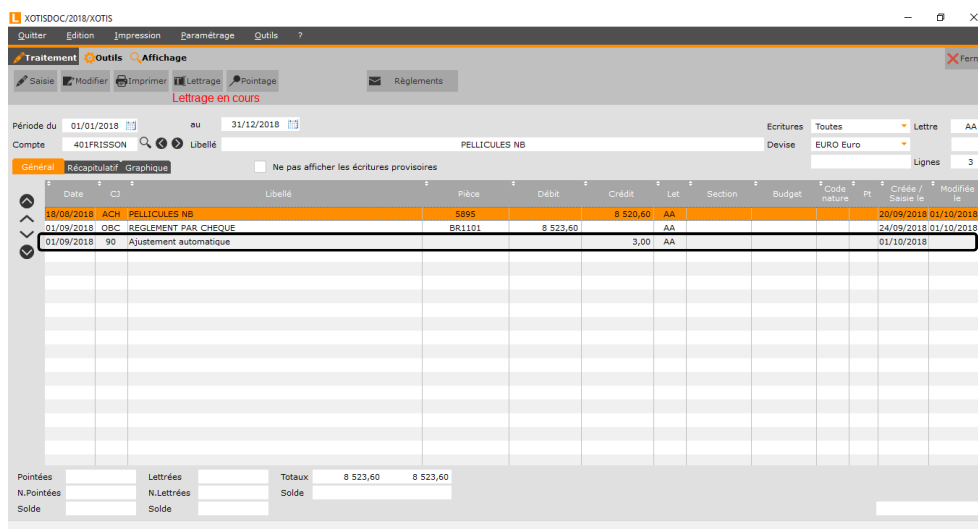 L XOTISDOC/2018/XOTIS
Quitter Edition Impression Paramétrage Outils ?
Traitement Outils Affichage Ferm
Saisie Modifier Imprimer Lettrage Pointage Règlements
Lettrage en cours
Période du 01/01/2018 au 31/12/2018 Ecritures Toutes Lettre AA
Compte 401FRISSON Libellé PELLICULES NB Devise EURO Euro
Général Récapitulatif Graphique Ne pas afficher les écritures provisoires Lignes 3
Date CJ Libellé Pièce Débit Crédit Let Section Budget Code nature Pt Créée / Saisie le Modifiée le
18/08/2018 ACH PELLICULES NB 5895 8 520,60 AA 20/09/2018 01/10/2018
01/09/2018 OBC REGLEMENT PAR CHEQUE BR1101 8 523,60 AA 24/09/2018 01/10/2018
01/09/2018 90 Ajustement automatique 3,00 AA 01/10/2018
Pointées Lettrées Totaux 8 523,60 8 523,60
N.Pointées N.Lettrées Solde
Solde Solde